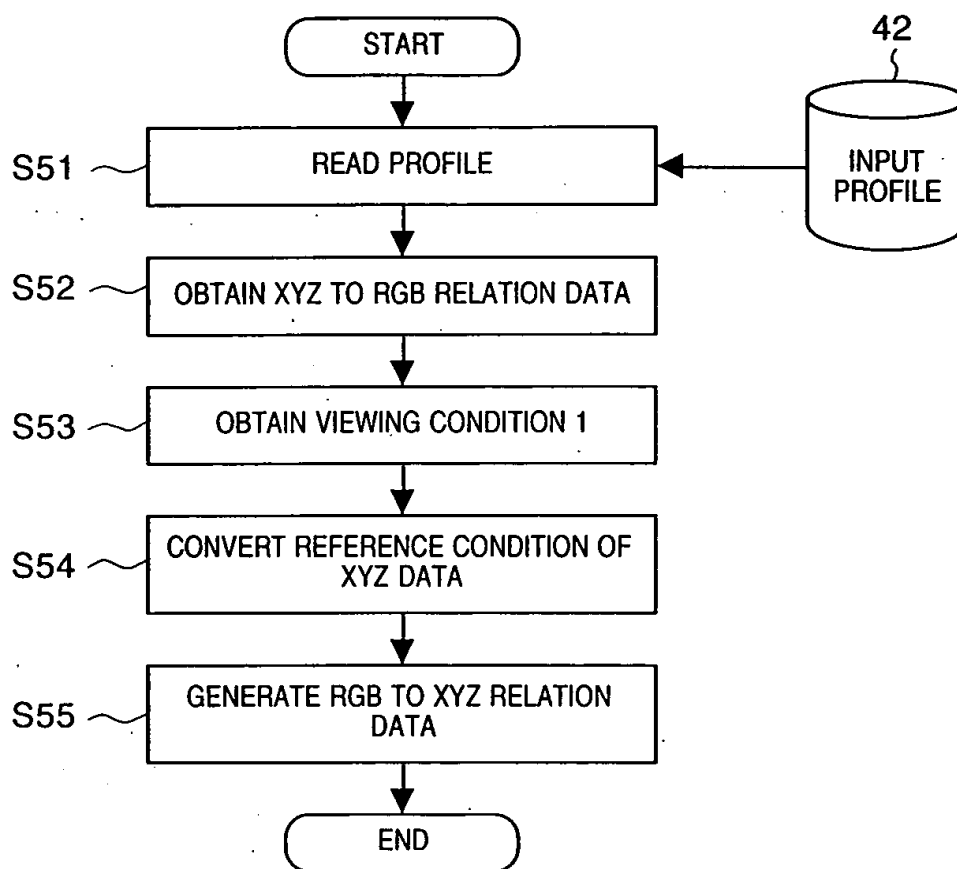 START
42
S51
READ PROFILE
INPUT
PROFILE
S52
OBTAIN XYZ TO RGB RELATION DATA
S53
OBTAIN VIEWING CONDITION 1
S54
CONVERT REFERENCE CONDITION OF
XYZ DATA
S55
GENERATE RGB TO XYZ RELATION
DATA
END